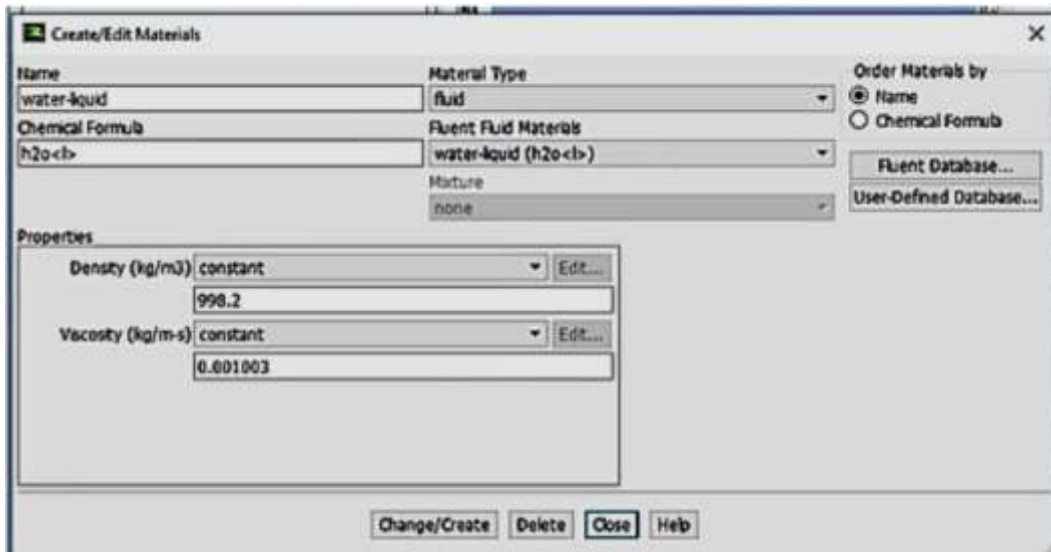 Create/Edit Materials
Name
water-liquid
Chemical Formula
h2o<l>
Material Type
fluid
Fluent Fluid Materials
water-liquid (h2o<l>)
Mixture
none
Order Materials by
Name
Chemical Formula
Fluent Database...
User-Defined Database...
Properties
Density (kg/m3) constant Edit...
998.2
Viscosity (kg/m-s) constant Edit...
0.001003
Change/Create Delete Close Help